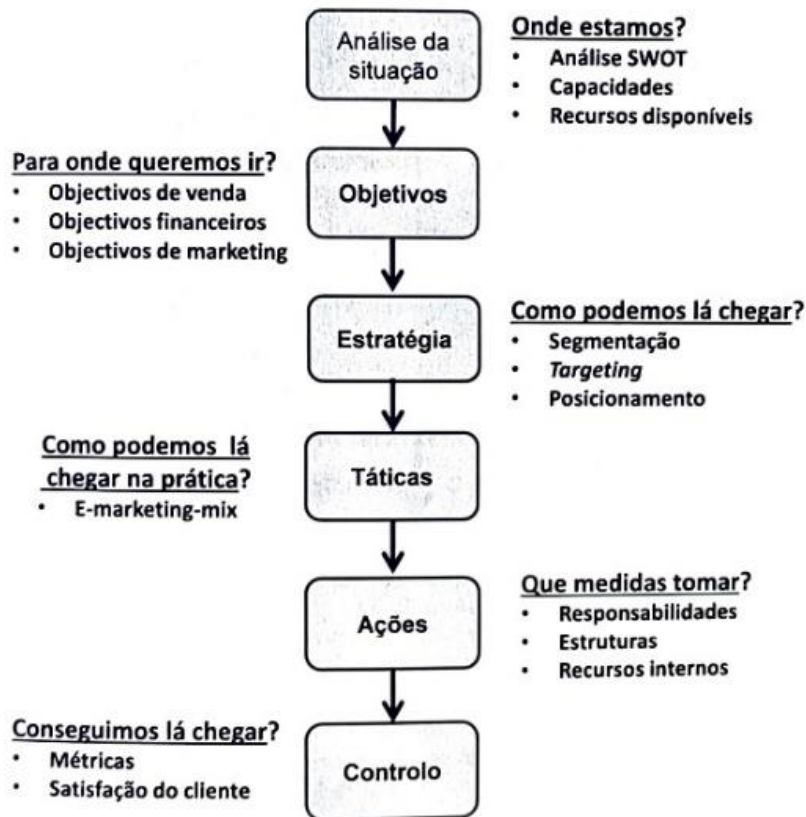 Análise da
situação
Onde estamos?
• Análise SWOT
• Capacidades
• Recursos disponíveis
Para onde queremos ir?
• Objectivos de venda
• Objectivos financeiros
• Objectivos de marketing
Objetivos
Estratégia
Como podemos lá chegar?
• Segmentação
• Targeting
• Posicionamento
Como podemos lá
chegar na prática?
• E-marketing-mix
Táticas
Ações
Que medidas tomar?
• Responsabilidades
• Estruturas
• Recursos internos
Conseguimos lá chegar?
• Métricas
• Satisfação do cliente
Controlo